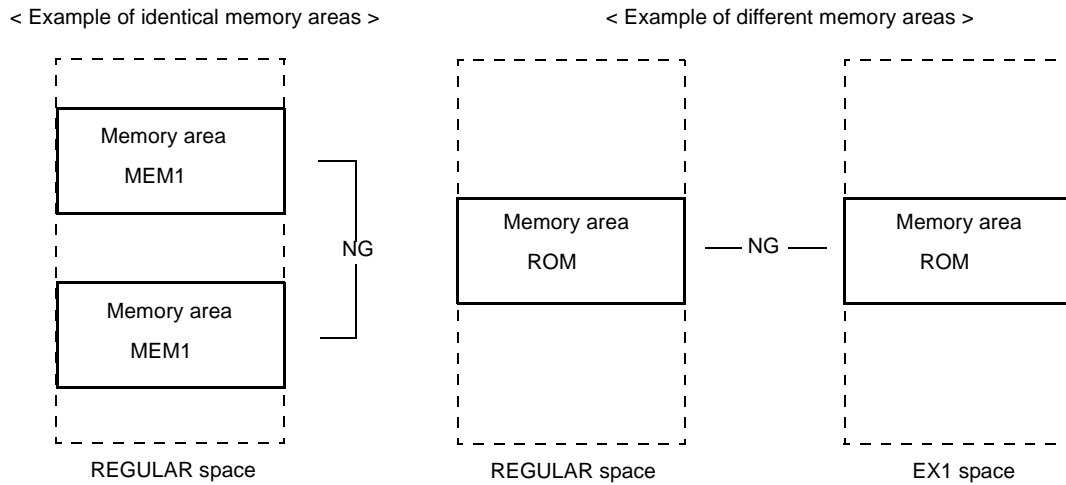 < Example of identical memory areas >
Memory area
MEM1
NG
Memory area
MEM1
REGULAR space
< Example of different memory areas >
Memory area
ROM
NG
Memory area
ROM
REGULAR space
EX1 space